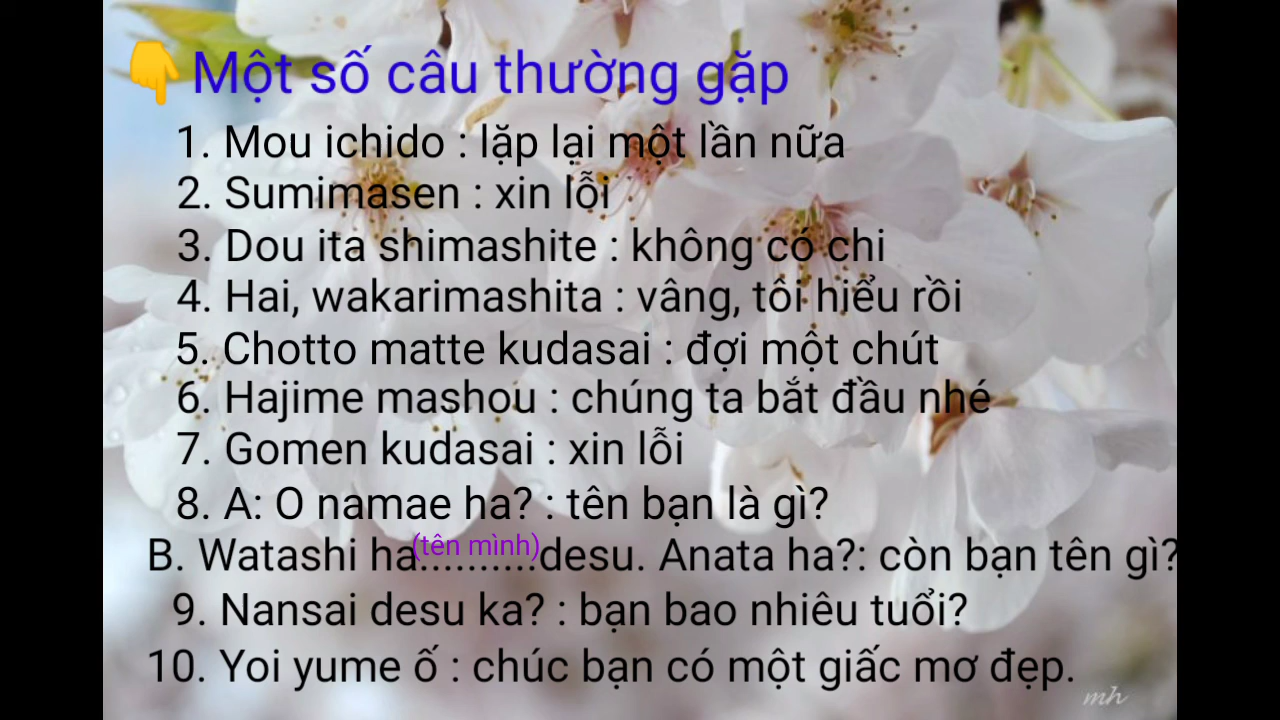 👇Một số câu thường gặp
1. Mou ichido : lặp lại một lần nữa
2. Sumimasen : xin lỗi
3. Dou ita shimashite : không có chi
4. Hai, wakarimashita : vâng, tôi hiểu rồi
5. Chotto matte kudasai : đợi một chút
6. Hajime mashou : chúng ta bắt đầu nhé
7. Gomen kudasai : xin lỗi
8. A: O namae ha? : tên bạn là gì?
(tên mình)
B. Watashi ha..........desu. Anata ha?: còn bạn tên gì?
9. Nansai desu ka? : bạn bao nhiêu tuổi?
10. Yoi yume ố : chúc bạn có một giấc mơ đẹp.
mh